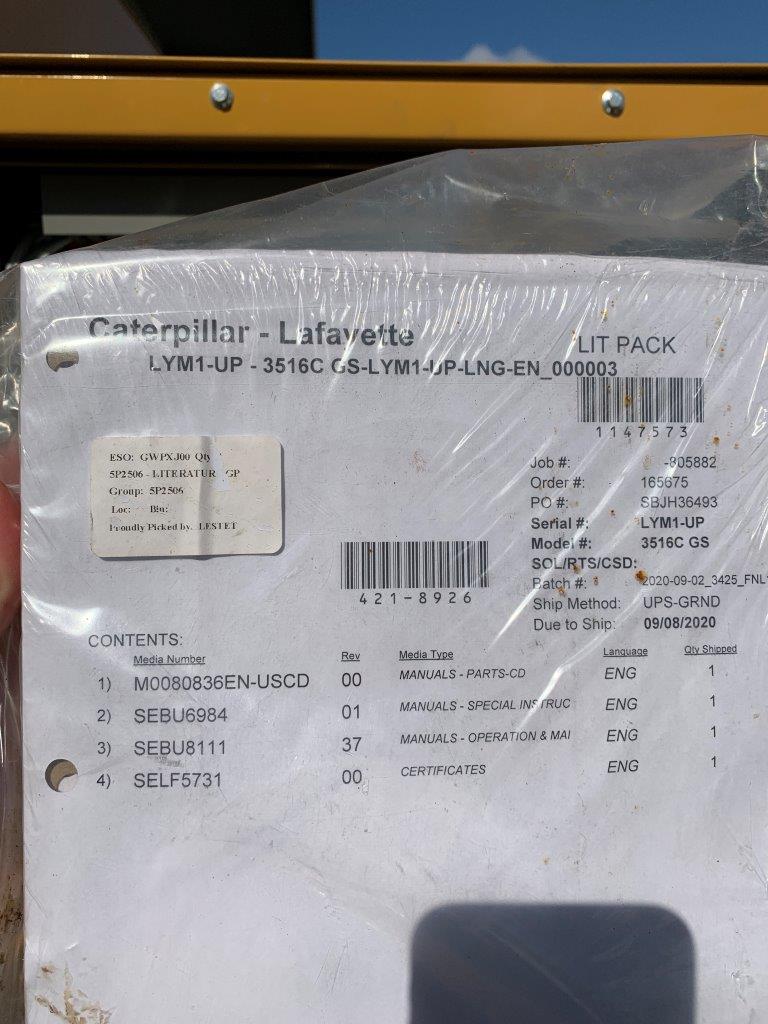 Caterpillar - Lafayette
LIT PACK
LYM1-UP - 3516C GS-LYM1-UP-LNG-EN_000003
1147573
ESO: GWPXJ00 Qty
5P2506 - LITERATUR GP
Group: 5P2506
Loc: Bin:
Proudly Picked by: LESTET
Job #: -805882
Order #: 165675
PO #: SBJH36493
Serial #: LYM1-UP
Model #: 3516C GS
SOL/RTS/CSD:
Batch #: 2020-09-02_3425_FNL
Ship Method: UPS-GRND
Due to Ship: 09/08/2020
421-8926
CONTENTS:
Media Number Rev Media Type Language Qty Shipped
1) M0080836EN-USCD 00 MANUALS - PARTS-CD ENG 1
2) SEBU6984 01 MANUALS - SPECIAL INSTRUC ENG 1
3) SEBU8111 37 MANUALS - OPERATION & MAI ENG 1
4) SELF5731 00 CERTIFICATES ENG 1